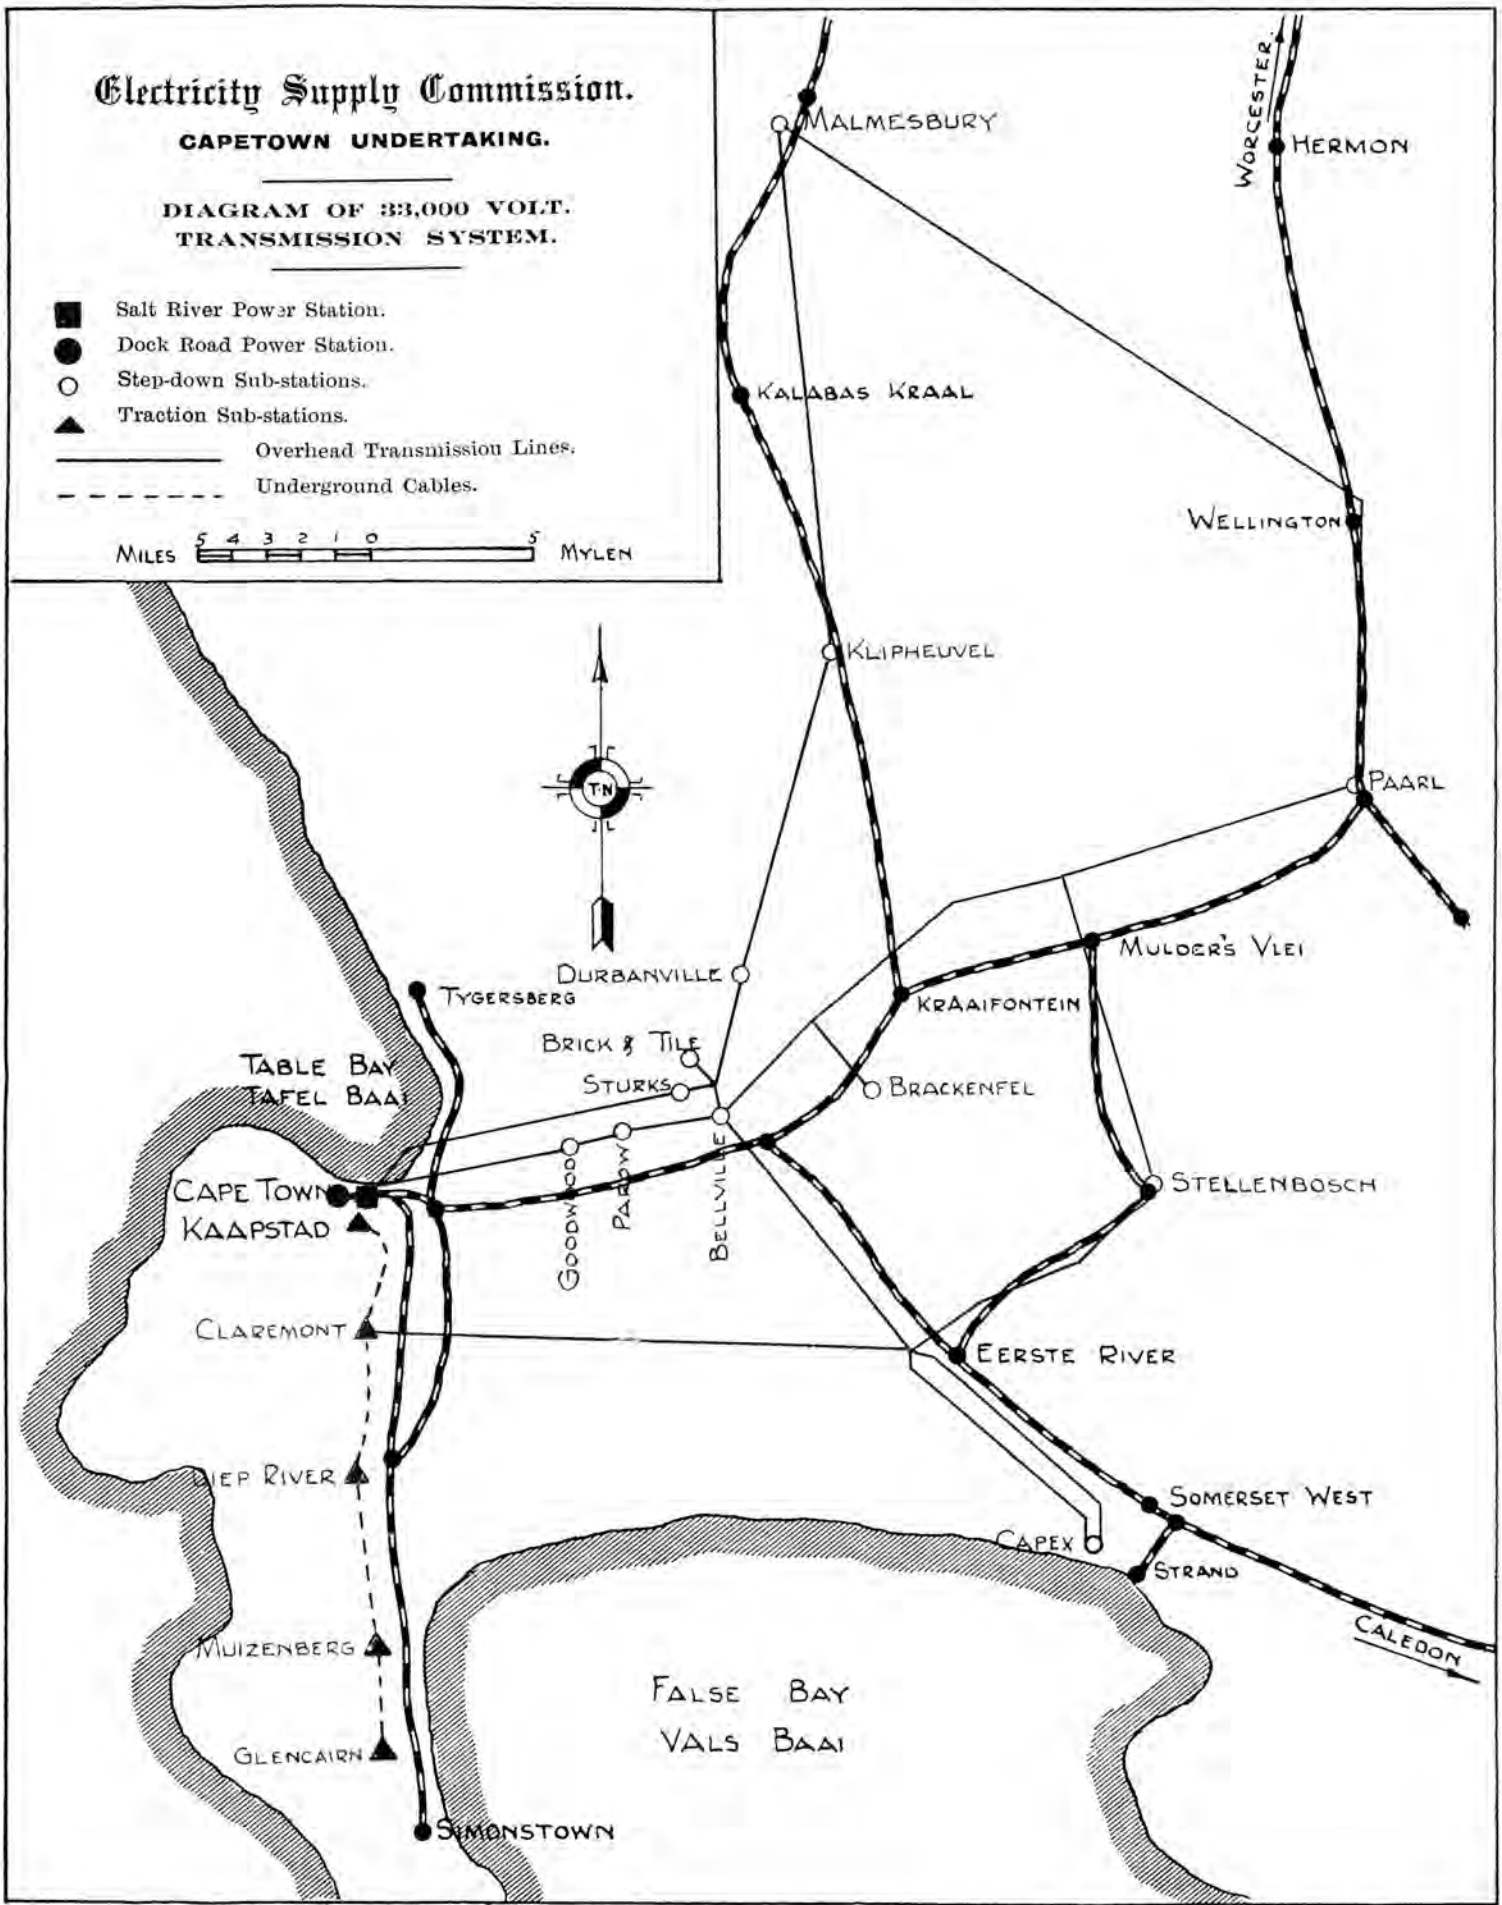 Electricity Supply Commission.
CAPETOWN UNDERTAKING.
DIAGRAM OF 33,000 VOLT.
TRANSMISSION SYSTEM.
Salt River Power Station.
Dock Road Power Station.
Step-down Sub-stations.
Traction Sub-stations.
Overhead Transmission Lines.
Underground Cables.
MILES 5 4 3 2 1 0 5 MYLEN
MALMESBURY
WORCESTER.
HERMON
KALABAS KRAAL
WELLINGTON
KLIPHEUVEL
T·N
PAARL
DURBANVILLE
MULDER'S VLEI
TYGERSBERG
KRAAIFONTEIN
BRICK & TILE
TABLE BAY
TAFEL BAAI
STURKS
BRACKENFEL
GOODWOOD
PAROW
BELLVILLE
CAPE TOWN
KAAPSTAD
STELLENBOSCH
CLAREMONT
EERSTE RIVER
DIEP RIVER
SOMERSET WEST
CAPEX
STRAND
CALEDON
MUIZENBERG
FALSE BAY
VALS BAAI
GLENCAIRN
SIMONSTOWN